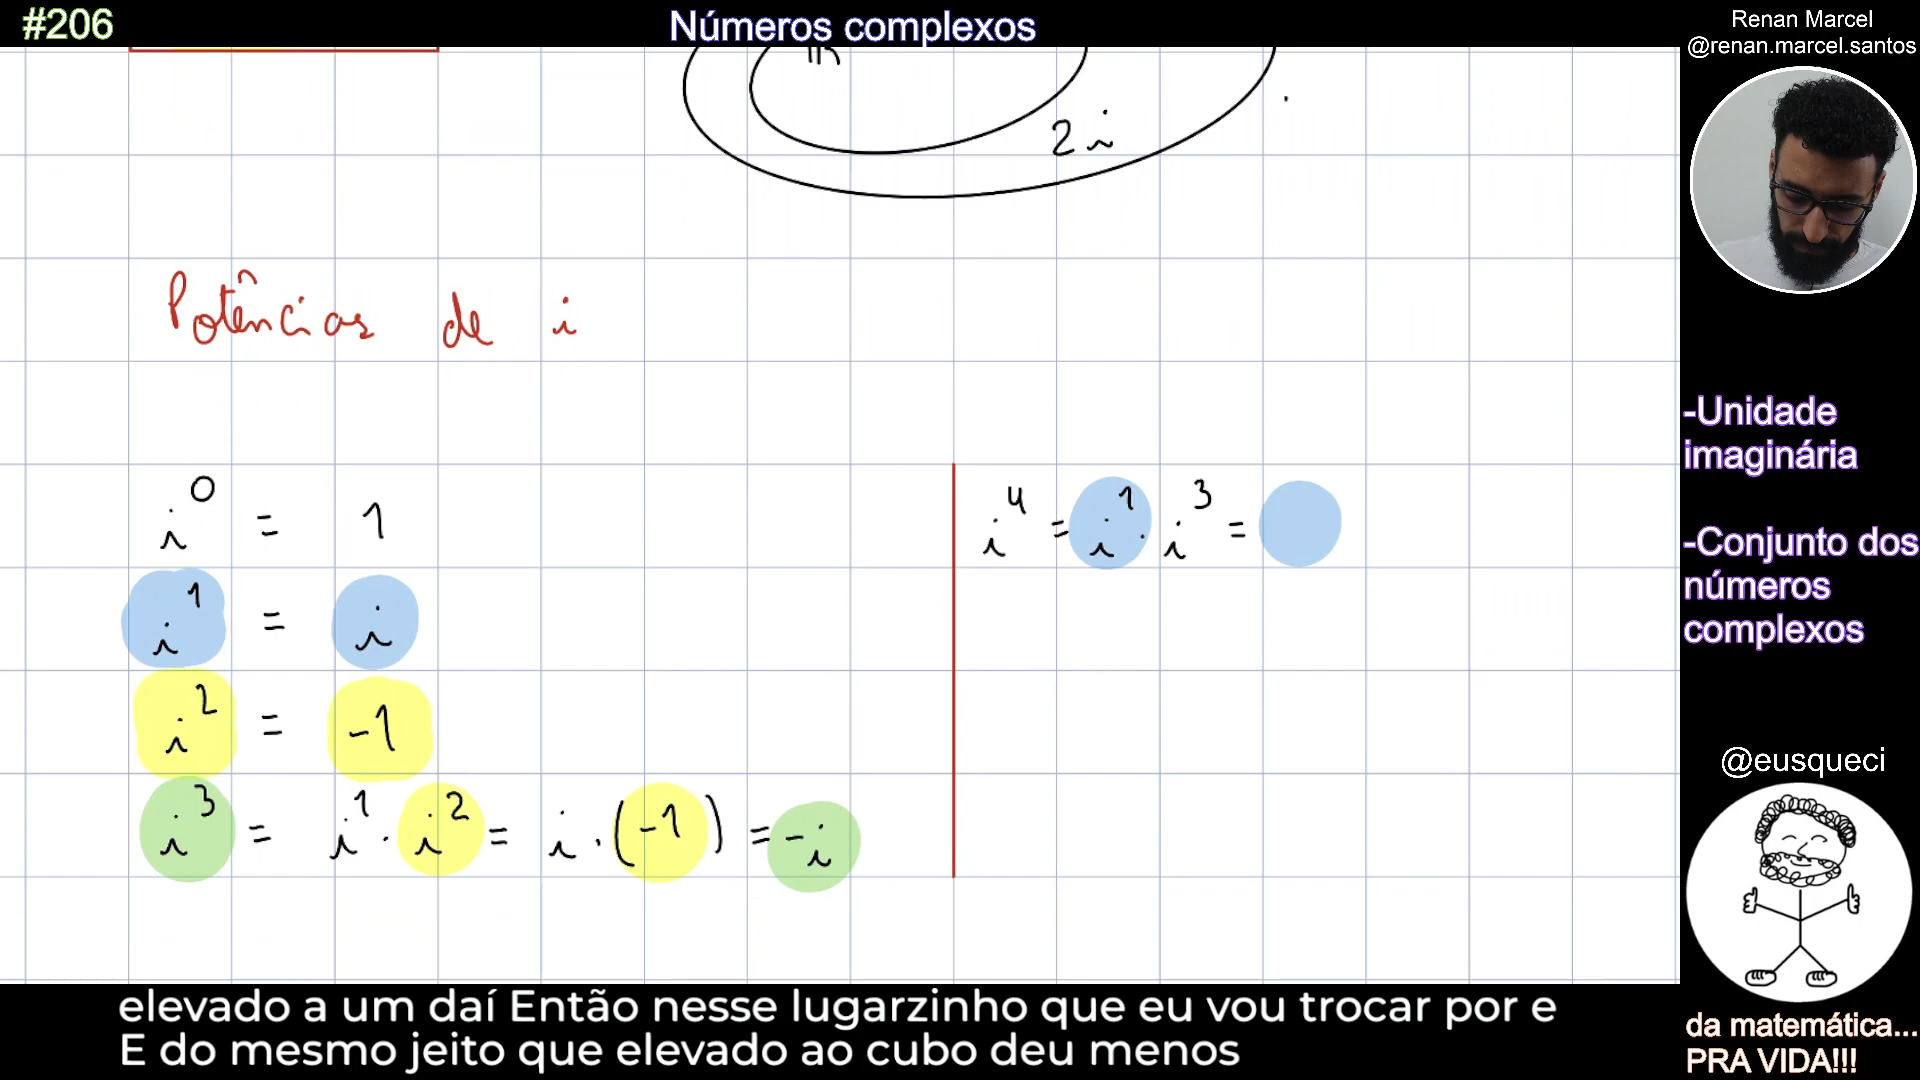 #206
Números complexos
Renan Marcel
@renan.marcel.santos
2i
Potências de i
i⁰ = 1
i¹ = i
i² = -1
i³ = i¹ · i² = i · (-1) = -i
i⁴ = i¹ · i³ =
-Unidade
imaginária
-Conjunto dos
números
complexos
@eusqueci
da matemática...
PRA VIDA!!!
elevado a um daí Então nesse lugarzinho que eu vou trocar por e
E do mesmo jeito que elevado ao cubo deu menos